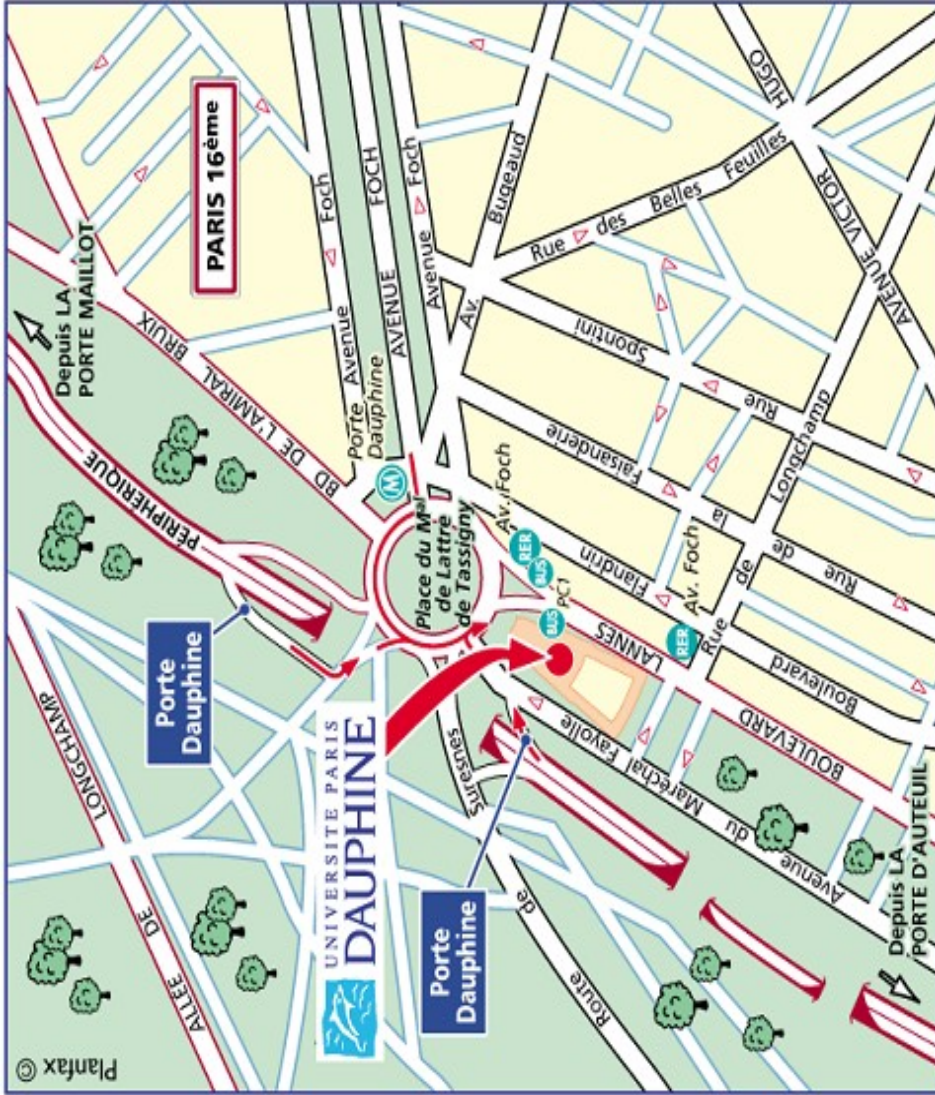 Planfax ©
ALLÉE DE LONGCHAMP
UNIVERSITE PARIS
DAUPHINE
Porte
Dauphine
PÉRIPHÉRIQUE
Depuis LA
PORTE MAILLOT
BD DE L'AMIRAL BRUIX
PARIS 16ème
Porte
Dauphine
M
Avenue Foch
AVENUE FOCH
Avenue Foch
Place du Mal
de Lattre
de Tassigny
Av. Bugeaud
Rue des Belles Feuilles
AVENUE VICTOR HUGO
Rue Spontini
Rue de la Faisanderie
Boulevard Flandrin
Rue de Longchamp
Av. Foch
RER
BUS
BUS
PC1
Av. Foch
RER
BOULEVARD LANNES
Avenue du Maréchal Fayolle
Route de Suresnes
Porte
Dauphine
Depuis LA
PORTE D'AUTEUIL